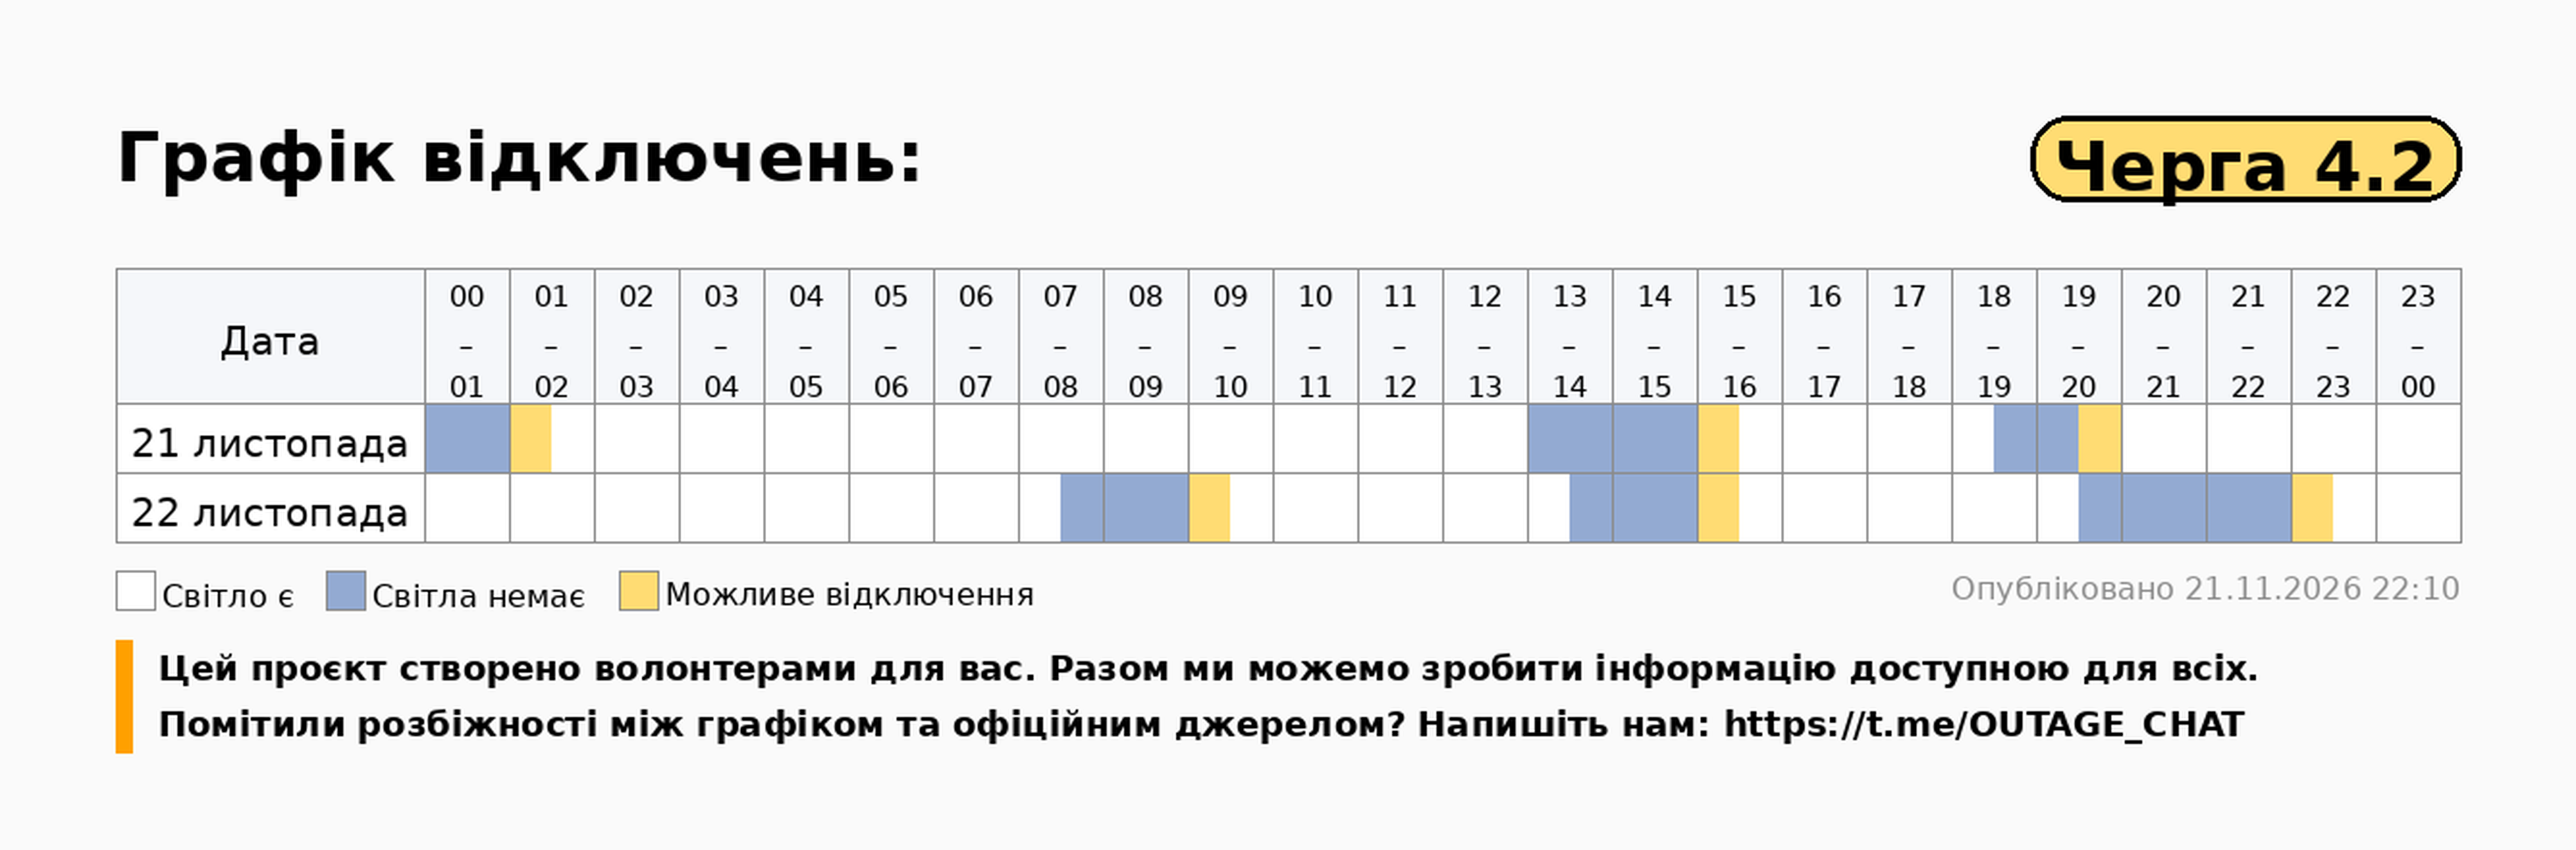 Графік відключень:
Черга 4.2
Дата 00 – 01 01 – 02 02 – 03 03 – 04 04 – 05 05 – 06 06 – 07 07 – 08 08 – 09 09 – 10 10 – 11 11 – 12 12 – 13 13 – 14 14 – 15 15 – 16 16 – 17 17 – 18 18 – 19 19 – 20 20 – 21 21 – 22 22 – 23 23 – 00
21 листопада
22 листопада
Світло є Світла немає Можливе відключення
Опубліковано 21.11.2026 22:10
Цей проєкт створено волонтерами для вас. Разом ми можемо зробити інформацію доступною для всіх.
Помітили розбіжності між графіком та офіційним джерелом? Напишіть нам: https://t.me/OUTAGE_CHAT